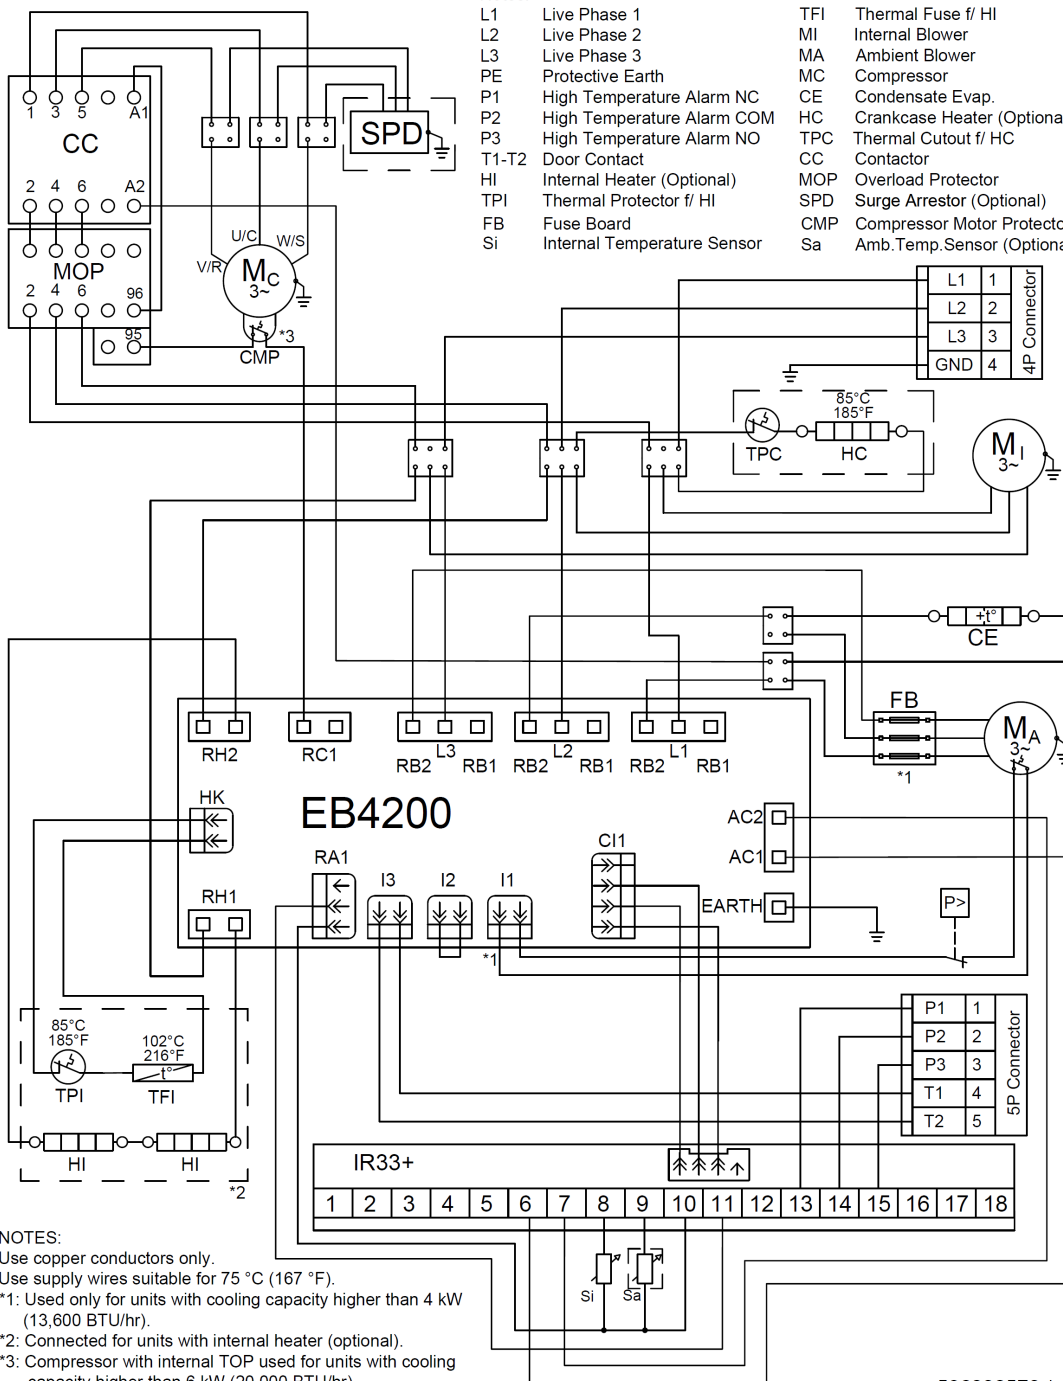 L1 Live Phase 1
L2 Live Phase 2
L3 Live Phase 3
PE Protective Earth
P1 High Temperature Alarm NC
P2 High Temperature Alarm COM
P3 High Temperature Alarm NO
T1-T2 Door Contact
HI Internal Heater (Optional)
TPI Thermal Protector f/ HI
FB Fuse Board
Si Internal Temperature Sensor
TFI Thermal Fuse f/ HI
MI Internal Blower
MA Ambient Blower
MC Compressor
CE Condensate Evap.
HC Crankcase Heater (Optiona
TPC Thermal Cutout f/ HC
CC Contactor
MOP Overload Protector
SPD Surge Arrestor (Optional)
CMP Compressor Motor Protecto
Sa Amb.Temp.Sensor (Optiona
1 3 5 A1
CC
2 4 6 A2
MOP
2 4 6 96
95
SPD
V/R U/C W/S
MC
3~
*3
CMP
L1 1
L2 2
L3 3
GND 4
4P Connector
85°C
185°F
TPC HC
MI
3~
+t°
CE
FB
*1
MA
3~
RH2 RC1
RB2 L3 RB1
RB2 L2 RB1
RB2 L1 RB1
HK
EB4200
AC2
AC1
RA1 I3 I2 I1 CI1
RH1
EARTH
*1
P>
P1 1
P2 2
P3 3
T1 4
T2 5
5P Connector
85°C
185°F
TPI
102°C
216°F
t°
TFI
HI HI
*2
IR33+
1 2 3 4 5 6 7 8 9 10 11 12 13 14 15 16 17 18
Si Sa
NOTES:
Use copper conductors only.
Use supply wires suitable for 75 °C (167 °F).
*1: Used only for units with cooling capacity higher than 4 kW
(13,600 BTU/hr).
*2: Connected for units with internal heater (optional).
*3: Compressor with internal TOP used for units with cooling
capacity higher than 6 kW (20,000 BTU/hr)